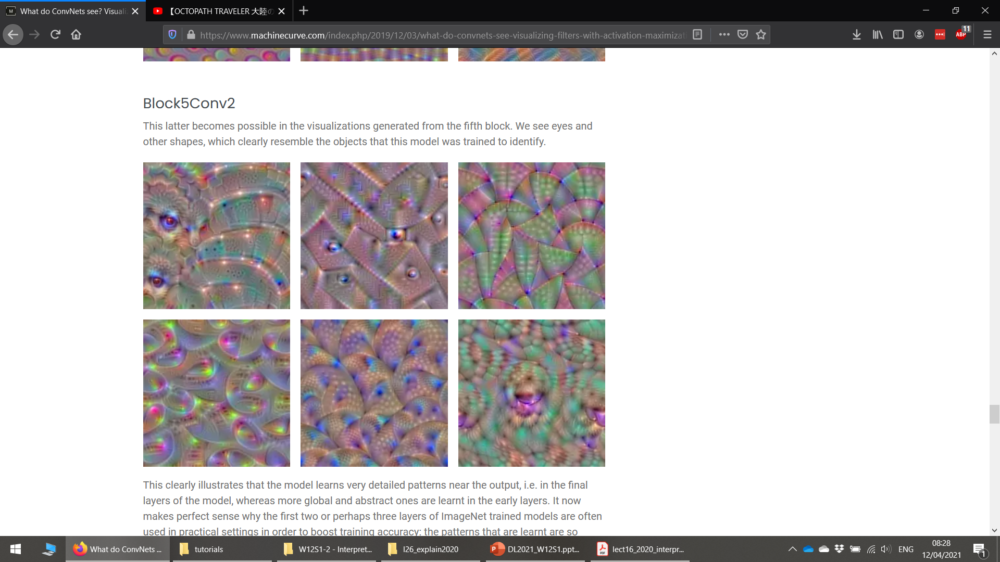 What do ConvNets see? Visuali
【OCTOPATH TRAVELER 大陸の
https://www.machinecurve.com/index.php/2019/12/03/what-do-convnets-see-visualizing-filters-with-activation-maximizati
ABP
11
Block5Conv2
This latter becomes possible in the visualizations generated from the fifth block. We see eyes and
other shapes, which clearly resemble the objects that this model was trained to identify.
This clearly illustrates that the model learns very detailed patterns near the output, i.e. in the final
layers of the model, whereas more global and abstract ones are learnt in the early layers. It now
makes perfect sense why the first two or perhaps three layers of ImageNet trained models are often
used in practical settings in order to boost training accuracy: the patterns that are learnt are so
What do ConvNets ...
tutorials
W12S1-2 - Interpret...
l26_explain2020
DL2021_W12S1.ppt...
lect16_2020_interpr...
ENG
08:28
12/04/2021
1